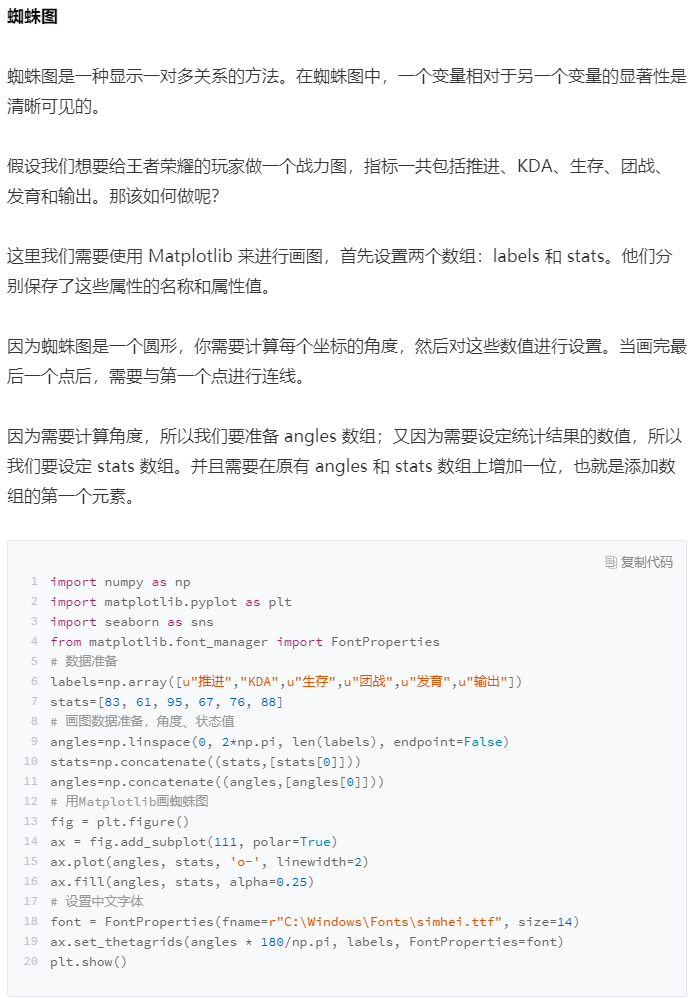 蜘蛛图
蜘蛛图是一种显示一对多关系的方法。在蜘蛛图中，一个变量相对于另一个变量的显著性是
清晰可见的。
假设我们想要给王者荣耀的玩家做一个战力图，指标一共包括推进、KDA、生存、团战、
发育和输出。那该如何做呢？
这里我们需要使用 Matplotlib 来进行画图，首先设置两个数组：labels 和 stats。他们分
别保存了这些属性的名称和属性值。
因为蜘蛛图是一个圆形，你需要计算每个坐标的角度，然后对这些数值进行设置。当画完最
后一个点后，需要与第一个点进行连线。
因为需要计算角度，所以我们要准备 angles 数组；又因为需要设定统计结果的数值，所以
我们要设定 stats 数组。并且需要在原有 angles 和 stats 数组上增加一位，也就是添加数
组的第一个元素。
复制代码
1 import numpy as np
2 import matplotlib.pyplot as plt
3 import seaborn as sns
4 from matplotlib.font_manager import FontProperties
5 # 数据准备
6 labels=np.array([u"推进","KDA",u"生存",u"团战",u"发育",u"输出"])
7 stats=[83, 61, 95, 67, 76, 88]
8 # 画图数据准备，角度、状态值
9 angles=np.linspace(0, 2*np.pi, len(labels), endpoint=False)
10 stats=np.concatenate((stats,[stats[0]]))
11 angles=np.concatenate((angles,[angles[0]]))
12 # 用Matplotlib画蜘蛛图
13 fig = plt.figure()
14 ax = fig.add_subplot(111, polar=True)
15 ax.plot(angles, stats, 'o-', linewidth=2)
16 ax.fill(angles, stats, alpha=0.25)
17 # 设置中文字体
18 font = FontProperties(fname=r"C:\Windows\Fonts\simhei.ttf", size=14)
19 ax.set_thetagrids(angles * 180/np.pi, labels, FontProperties=font)
20 plt.show()